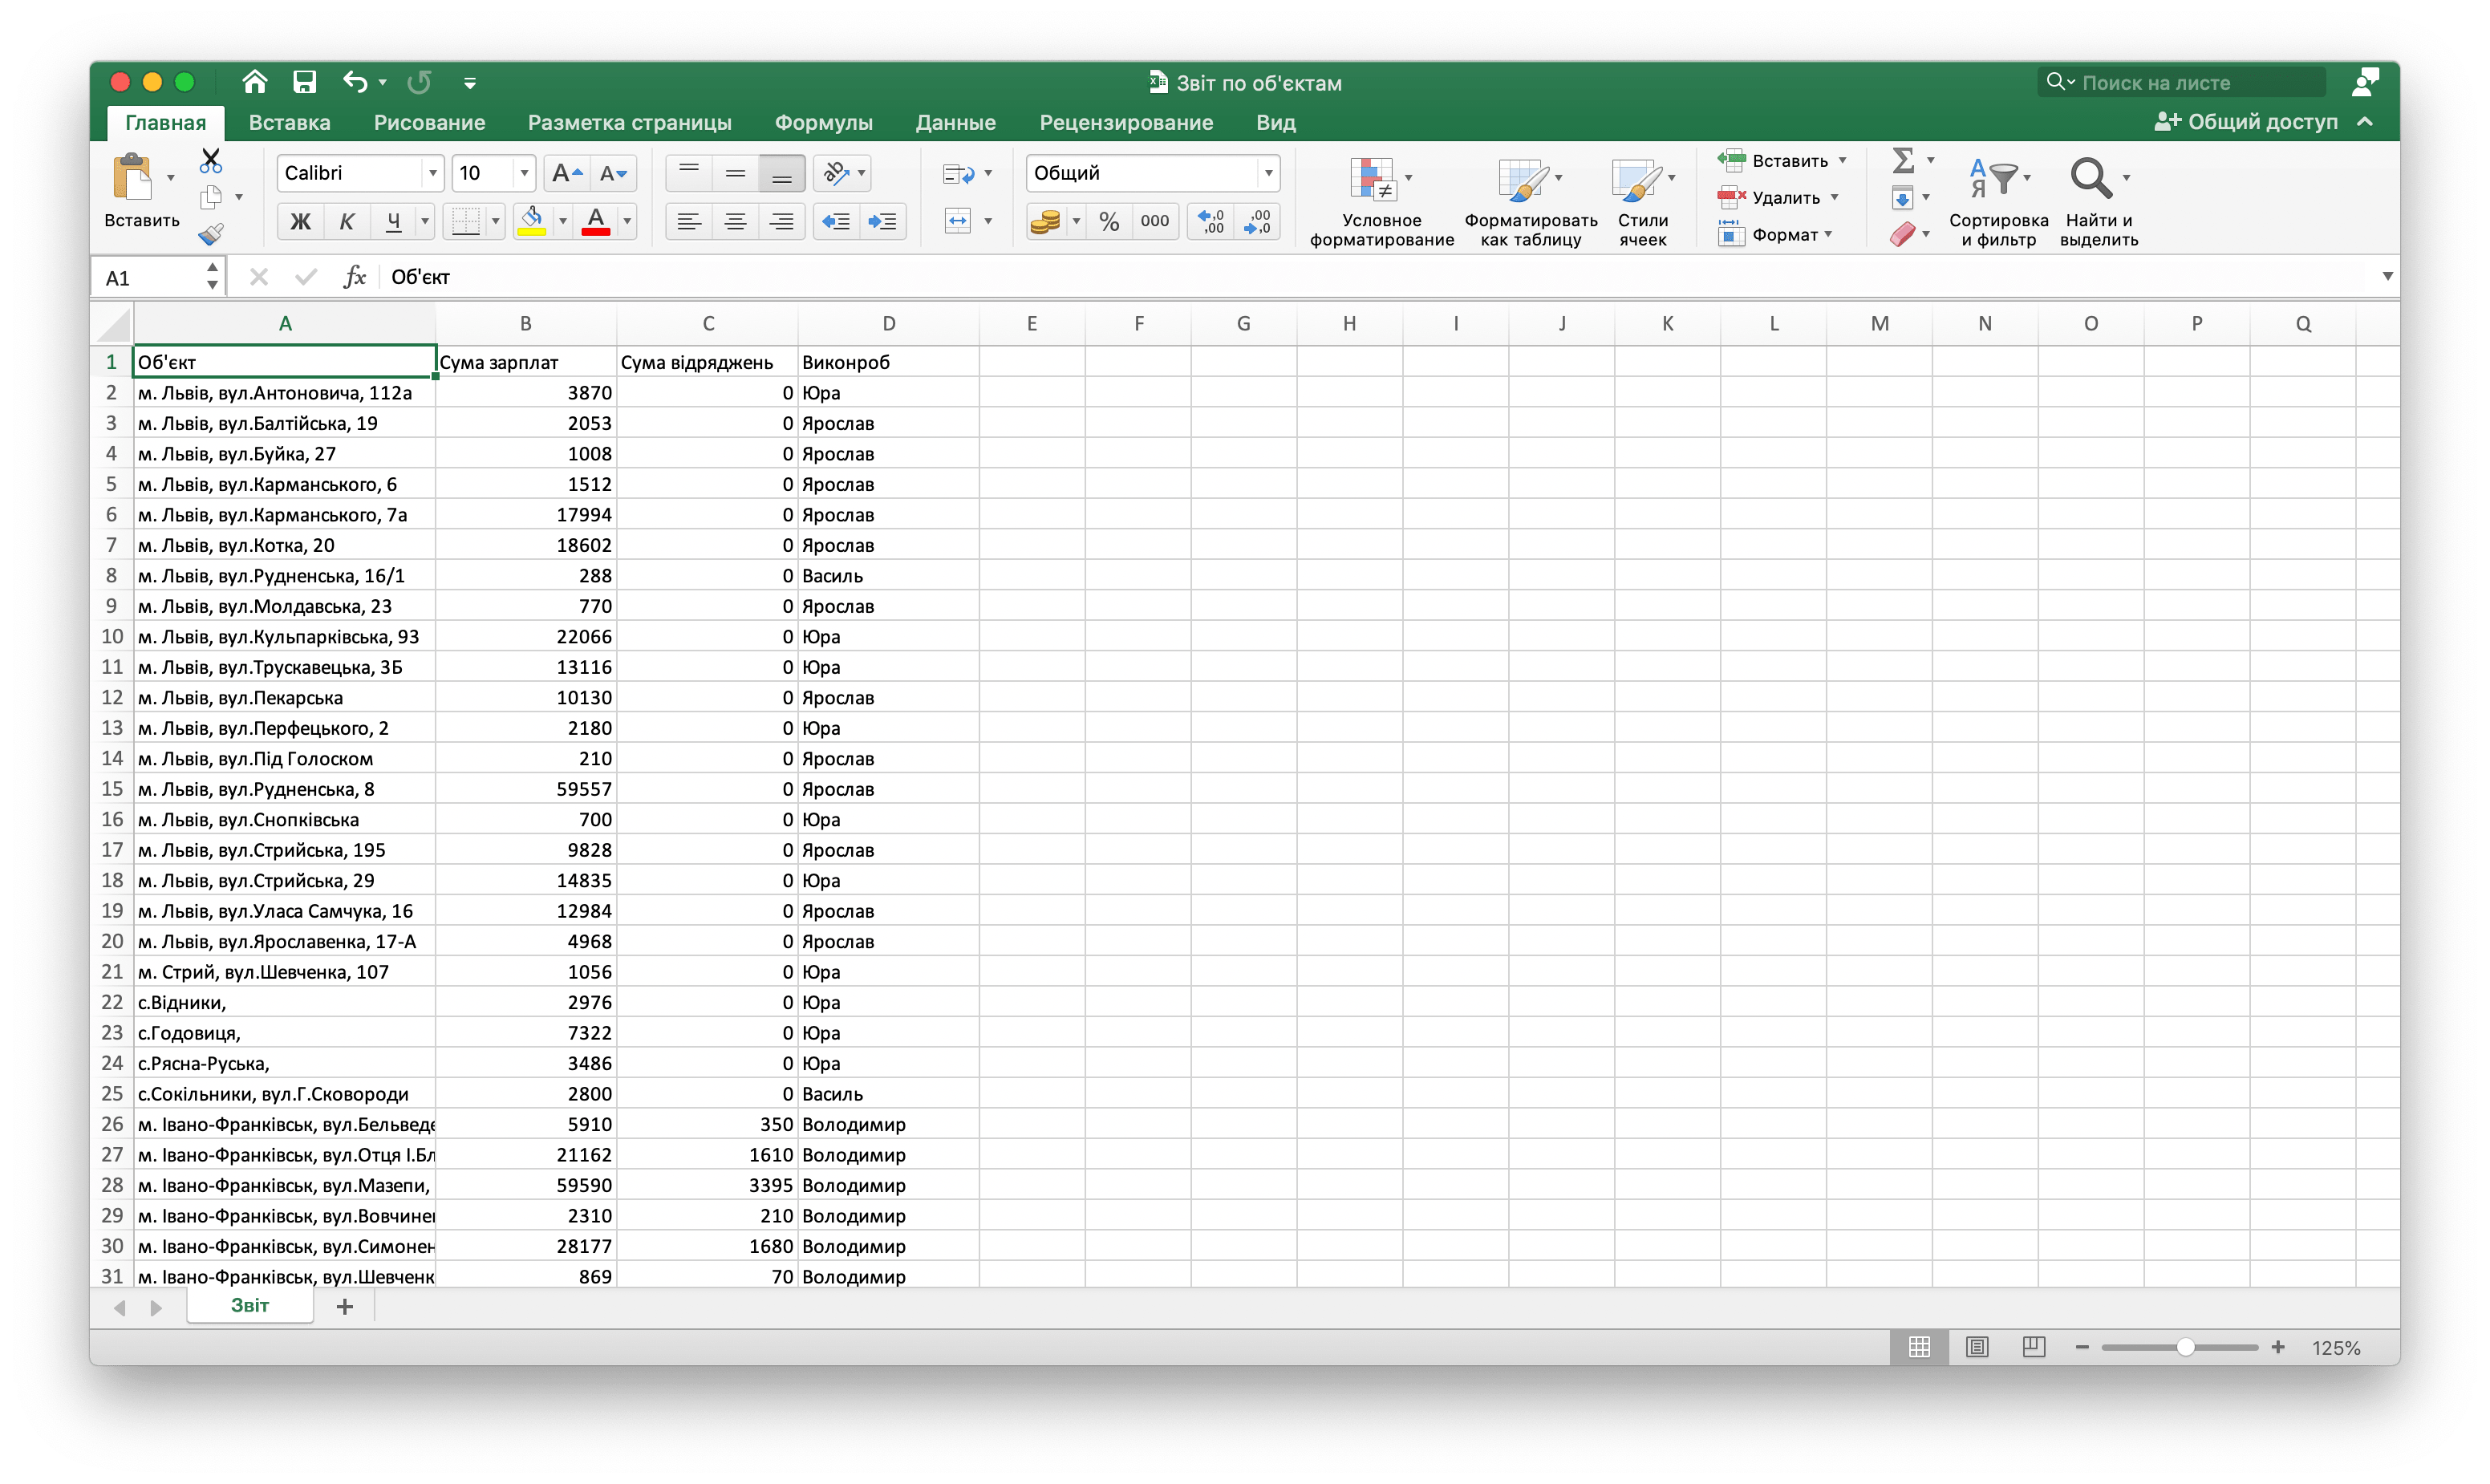 Звіт по об'єктам
Поиск на листе
Главная Вставка Рисование Разметка страницы Формулы Данные Рецензирование Вид Общий доступ
Вставить
Calibri 10
Ж К Ч
Общий
% 000 ,0 ,00 ,00 ,0
Условное форматирование
Форматировать как таблицу
Стили ячеек
Вставить
Удалить
Формат
Сортировка и фильтр
Найти и выделить
A1 fx Об'єкт
A B C D E F G H I J K L M N O P Q
1 Об'єкт Сума зарплат Сума відряджень Виконроб
2 м. Львів, вул.Антоновича, 112а 3870 0 Юра
3 м. Львів, вул.Балтійська, 19 2053 0 Ярослав
4 м. Львів, вул.Буйка, 27 1008 0 Ярослав
5 м. Львів, вул.Карманського, 6 1512 0 Ярослав
6 м. Львів, вул.Карманського, 7а 17994 0 Ярослав
7 м. Львів, вул.Котка, 20 18602 0 Ярослав
8 м. Львів, вул.Рудненська, 16/1 288 0 Василь
9 м. Львів, вул.Молдавська, 23 770 0 Ярослав
10 м. Львів, вул.Кульпарківська, 93 22066 0 Юра
11 м. Львів, вул.Трускавецька, 3Б 13116 0 Юра
12 м. Львів, вул.Пекарська 10130 0 Ярослав
13 м. Львів, вул.Перфецького, 2 2180 0 Юра
14 м. Львів, вул.Під Голоском 210 0 Ярослав
15 м. Львів, вул.Рудненська, 8 59557 0 Ярослав
16 м. Львів, вул.Снопківська 700 0 Юра
17 м. Львів, вул.Стрийська, 195 9828 0 Ярослав
18 м. Львів, вул.Стрийська, 29 14835 0 Юра
19 м. Львів, вул.Уласа Самчука, 16 12984 0 Ярослав
20 м. Львів, вул.Ярославенка, 17-А 4968 0 Ярослав
21 м. Стрий, вул.Шевченка, 107 1056 0 Юра
22 с.Відники, 2976 0 Юра
23 с.Годовиця, 7322 0 Юра
24 с.Рясна-Руська, 3486 0 Юра
25 с.Сокільники, вул.Г.Сковороди 2800 0 Василь
26 м. Івано-Франківськ, вул.Бельведе 5910 350 Володимир
27 м. Івано-Франківськ, вул.Отця І.Бл 21162 1610 Володимир
28 м. Івано-Франківськ, вул.Мазепи, 59590 3395 Володимир
29 м. Івано-Франківськ, вул.Вовчине 2310 210 Володимир
30 м. Івано-Франківськ, вул.Симонен 28177 1680 Володимир
31 м. Івано-Франківськ, вул.Шевченк 869 70 Володимир
Звіт
125%